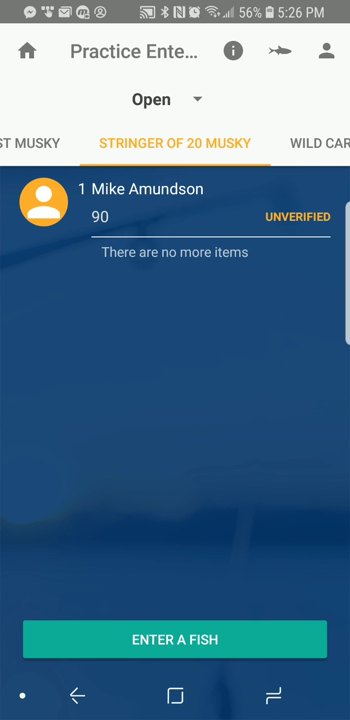 56% 5:26 PM
Practice Ente...
Open
ST MUSKY STRINGER OF 20 MUSKY WILD CAR
1 Mike Amundson
90 UNVERIFIED
There are no more items
ENTER A FISH